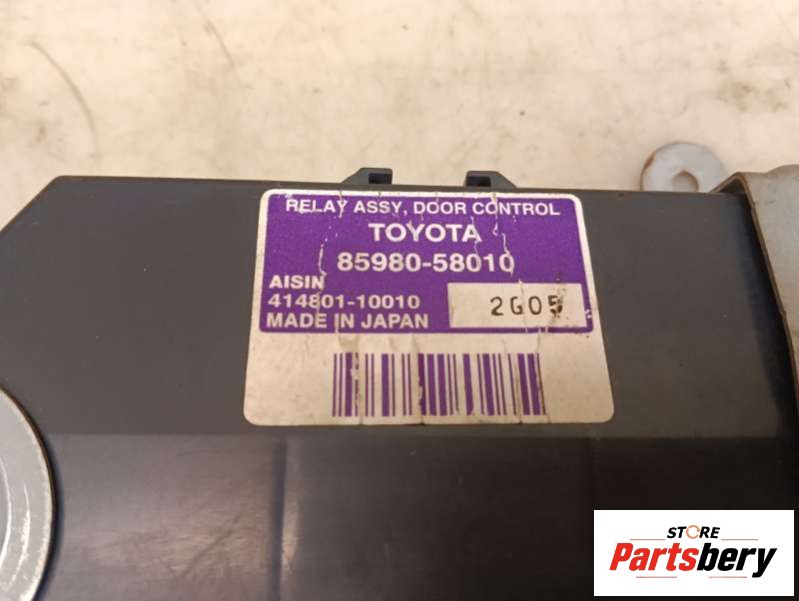 RELAY ASSY, DOOR CONTROL
TOYOTA
85980-58010
AISIN
414801-10010
MADE IN JAPAN
2G05
STORE
Partsbery